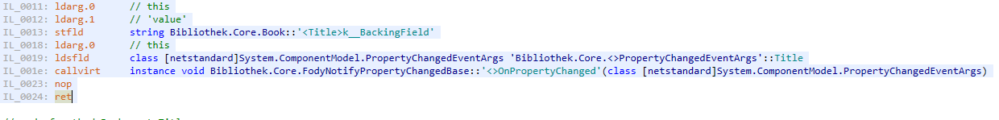 IL_0011: ldarg.0 // this
IL_0012: ldarg.1 // 'value'
IL_0013: stfld string Bibliothek.Core.Book::'<Title>k__BackingField'
IL_0018: ldarg.0 // this
IL_0019: ldsfld class [netstandard]System.ComponentModel.PropertyChangedEventArgs 'Bibliothek.Core.<>PropertyChangedEventArgs'::Title
IL_001e: callvirt instance void Bibliothek.Core.FodyNotifyPropertyChangedBase::'<>OnPropertyChanged'(class [netstandard]System.ComponentModel.PropertyChangedEventArgs)
IL_0023: nop
IL_0024: ret